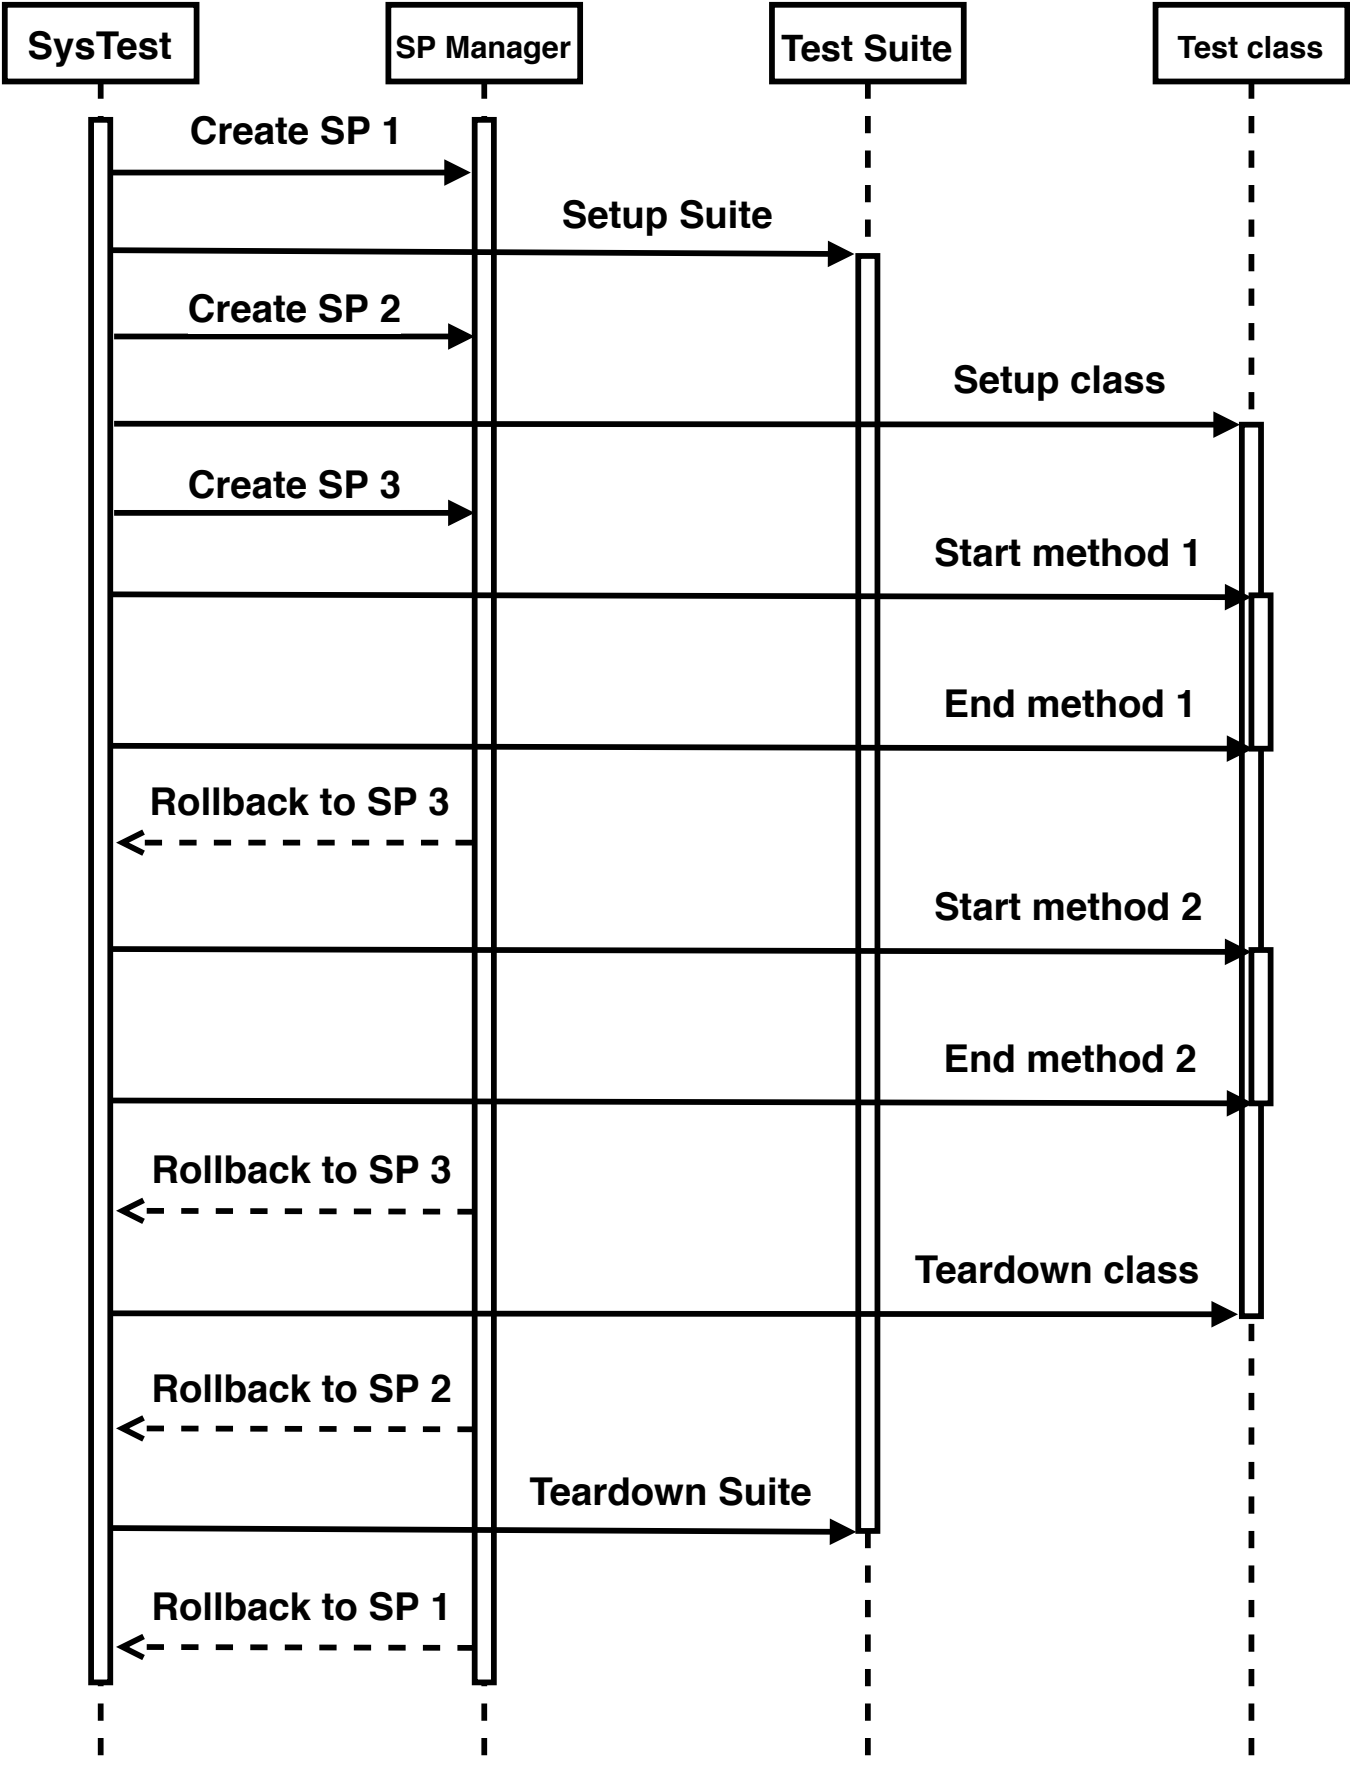 SysTest
SP Manager
Test Suite
Test class
Create SP 1
Setup Suite
Create SP 2
Setup class
Create SP 3
Start method 1
End method 1
Rollback to SP 3
Start method 2
End method 2
Rollback to SP 3
Teardown class
Rollback to SP 2
Teardown Suite
Rollback to SP 1